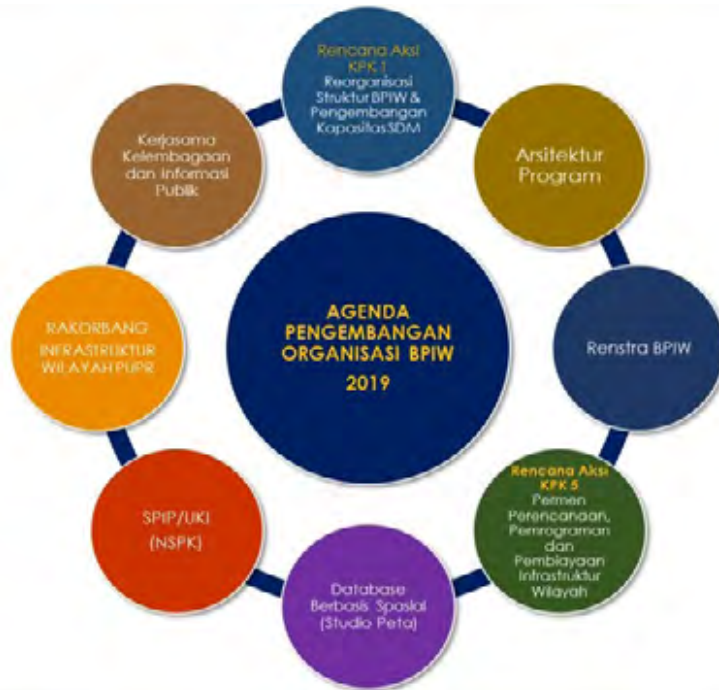 Rencana Aksi
KPK 1
Reorganisasi
Struktur BPIW &
Pengembangan
Kapasitas SDM
Arsitektur
Program
Renstra BPIW
Rencana Aksi
KPK 5
Permen
Perencanaan,
Pemrograman
dan
Pembiayaan
Infrastruktur
Wilayah
Database
Berbasis Spasial
(Studio Peta)
SPIP/UKI
(NSPK)
RAKORBANG
INFRASTRUKTUR
WILAYAH PUPR
Kerjasama
Kelembagaan
dan Informasi
Publik
AGENDA
PENGEMBANGAN
ORGANISASI BPIW
2019